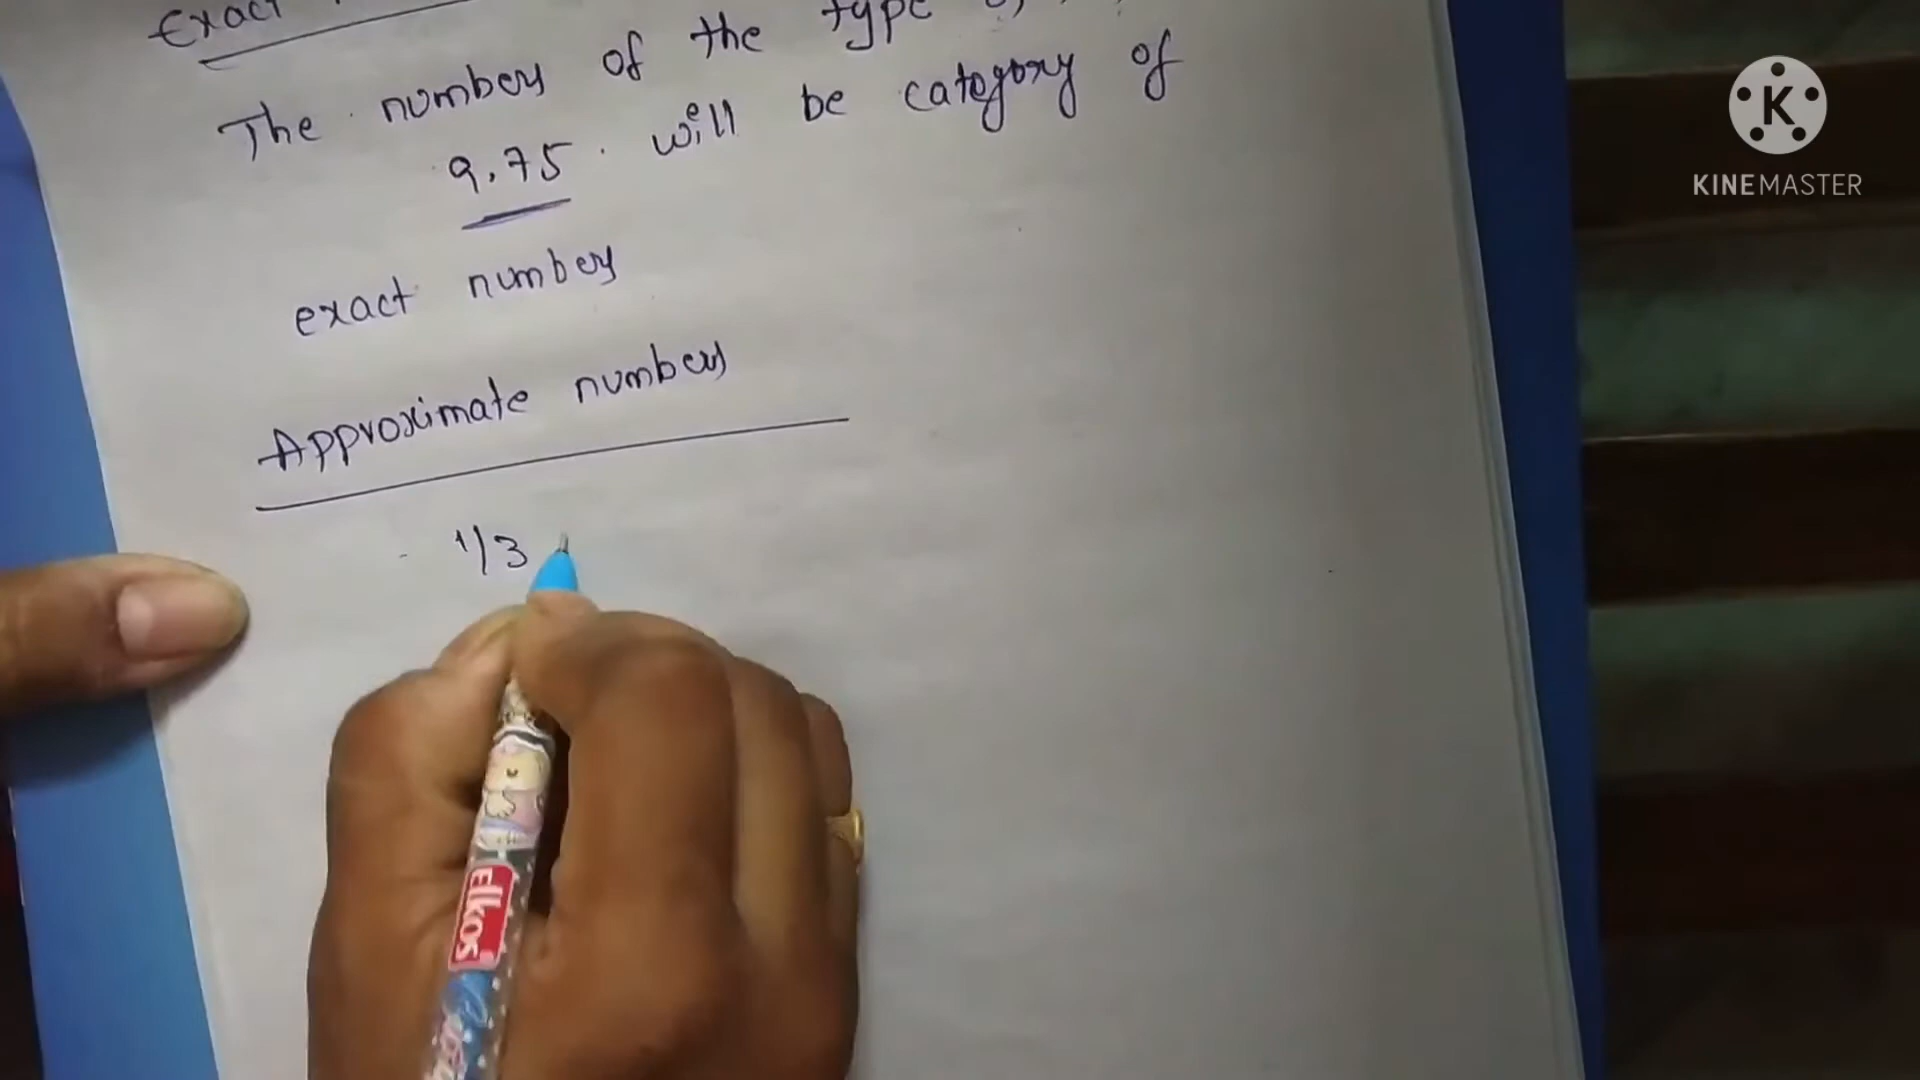 Exact
The number of the type
9.75 will be category of
exact number
Approximate number
1/3
K
KINEMASTER
Elkos